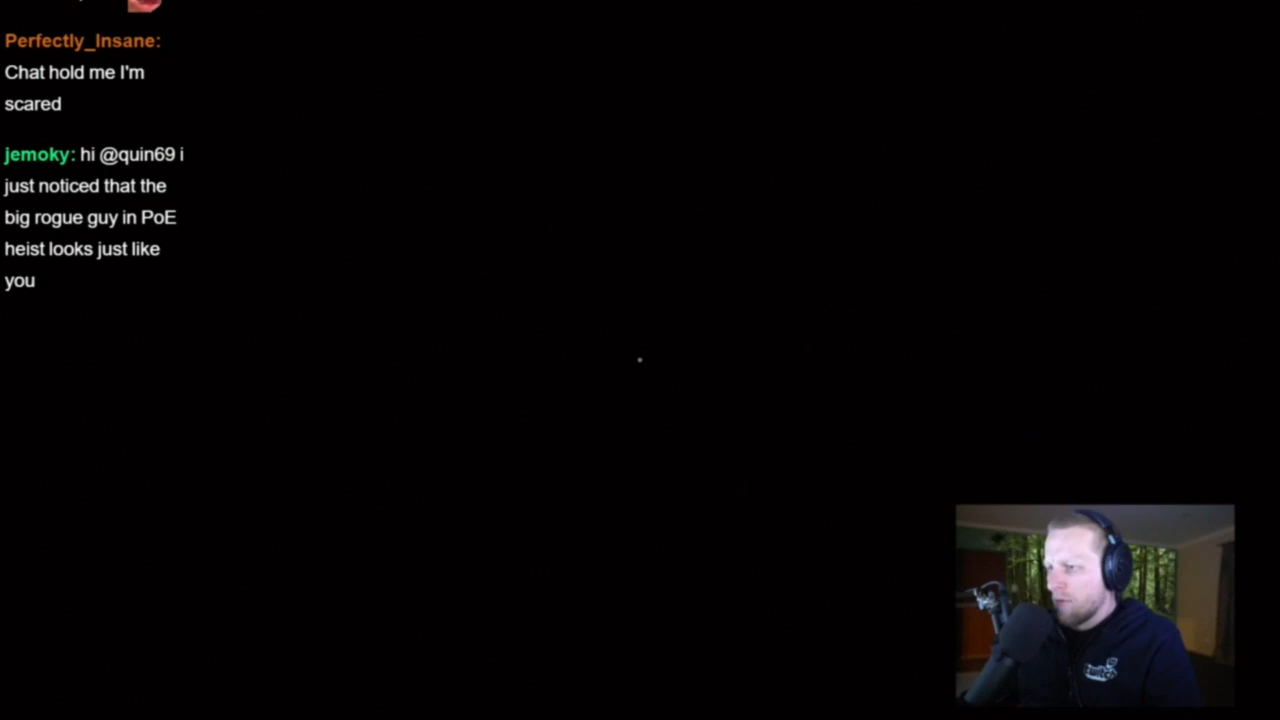 Perfectly_Insane:
Chat hold me I'm
scared
jemoky: hi @quin69 i
just noticed that the
big rogue guy in PoE
heist looks just like
you
twitch